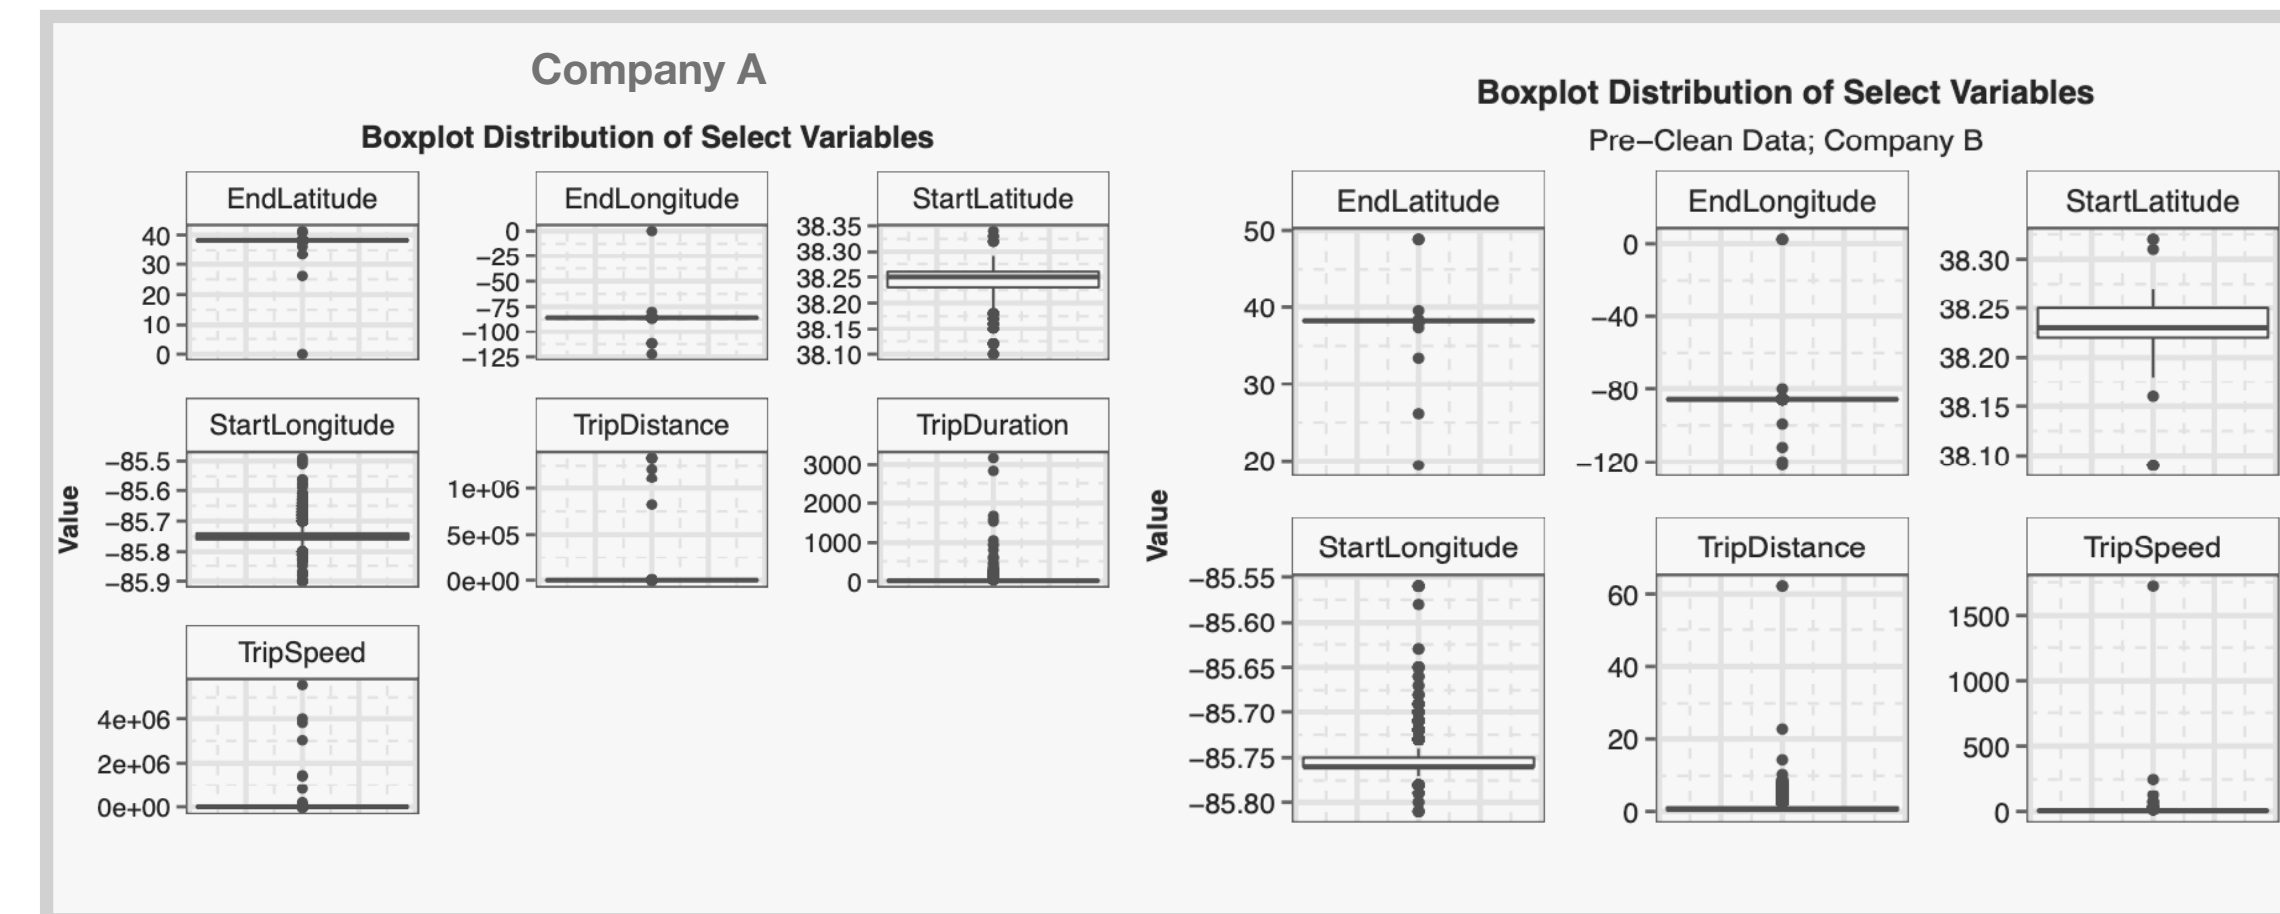 Company A
Boxplot Distribution of Select Variables
EndLatitude
EndLongitude
StartLatitude
40
30
20
10
0
0
−25
−50
−75
−100
−125
38.35
38.30
38.25
38.20
38.15
38.10
StartLongitude
TripDistance
TripDuration
Value
−85.5
−85.6
−85.7
−85.8
−85.9
1e+06
5e+05
0e+00
3000
2000
1000
0
TripSpeed
4e+06
2e+06
0e+00
Boxplot Distribution of Select Variables
Pre−Clean Data; Company B
EndLatitude
EndLongitude
StartLatitude
50
40
30
20
0
−40
−80
−120
38.30
38.25
38.20
38.15
38.10
Value
StartLongitude
TripDistance
TripSpeed
−85.55
−85.60
−85.65
−85.70
−85.75
−85.80
60
40
20
0
1500
1000
500
0